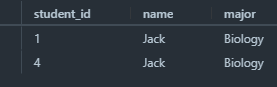 student_id name major
1 Jack Biology
4 Jack Biology